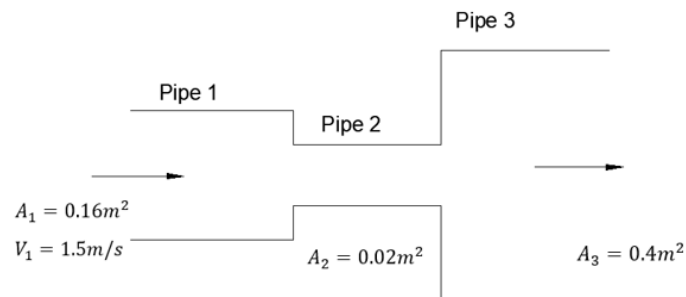 Pipe 3
Pipe 1
Pipe 2
A₁ = 0.16m²
V₁ = 1.5m/s
A₂ = 0.02m²
A₃ = 0.4m²